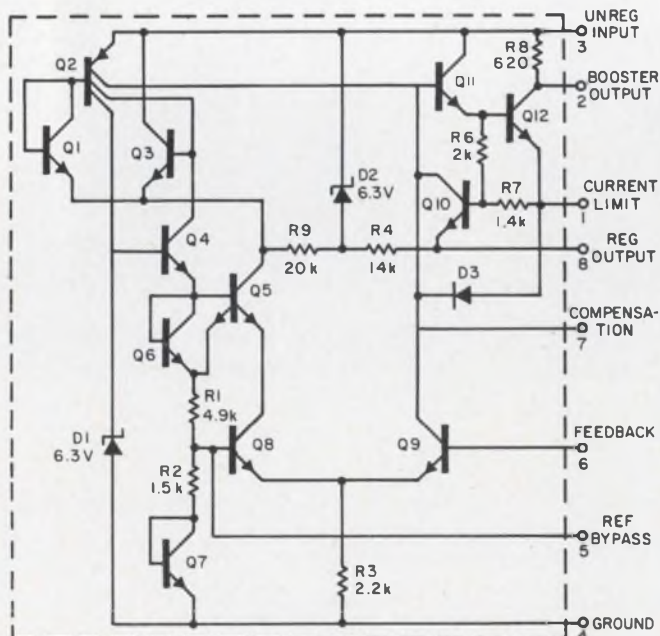 UNREG
INPUT
3
R8
620
BOOSTER
OUTPUT
2
Q2
Q11
Q12
Q1
Q3
R6
2k
D2
6.3V
R7
1.4k
CURRENT
LIMIT
1
Q10
Q4
R9
20k
R4
14k
REG
OUTPUT
8
D3
Q5
COMPENSA-
TION
7
Q6
R1
4.9k
D1
6.3V
Q8
Q9
FEEDBACK
6
R2
1.5k
REF
BYPASS
5
Q7
R3
2.2k
GROUND
4